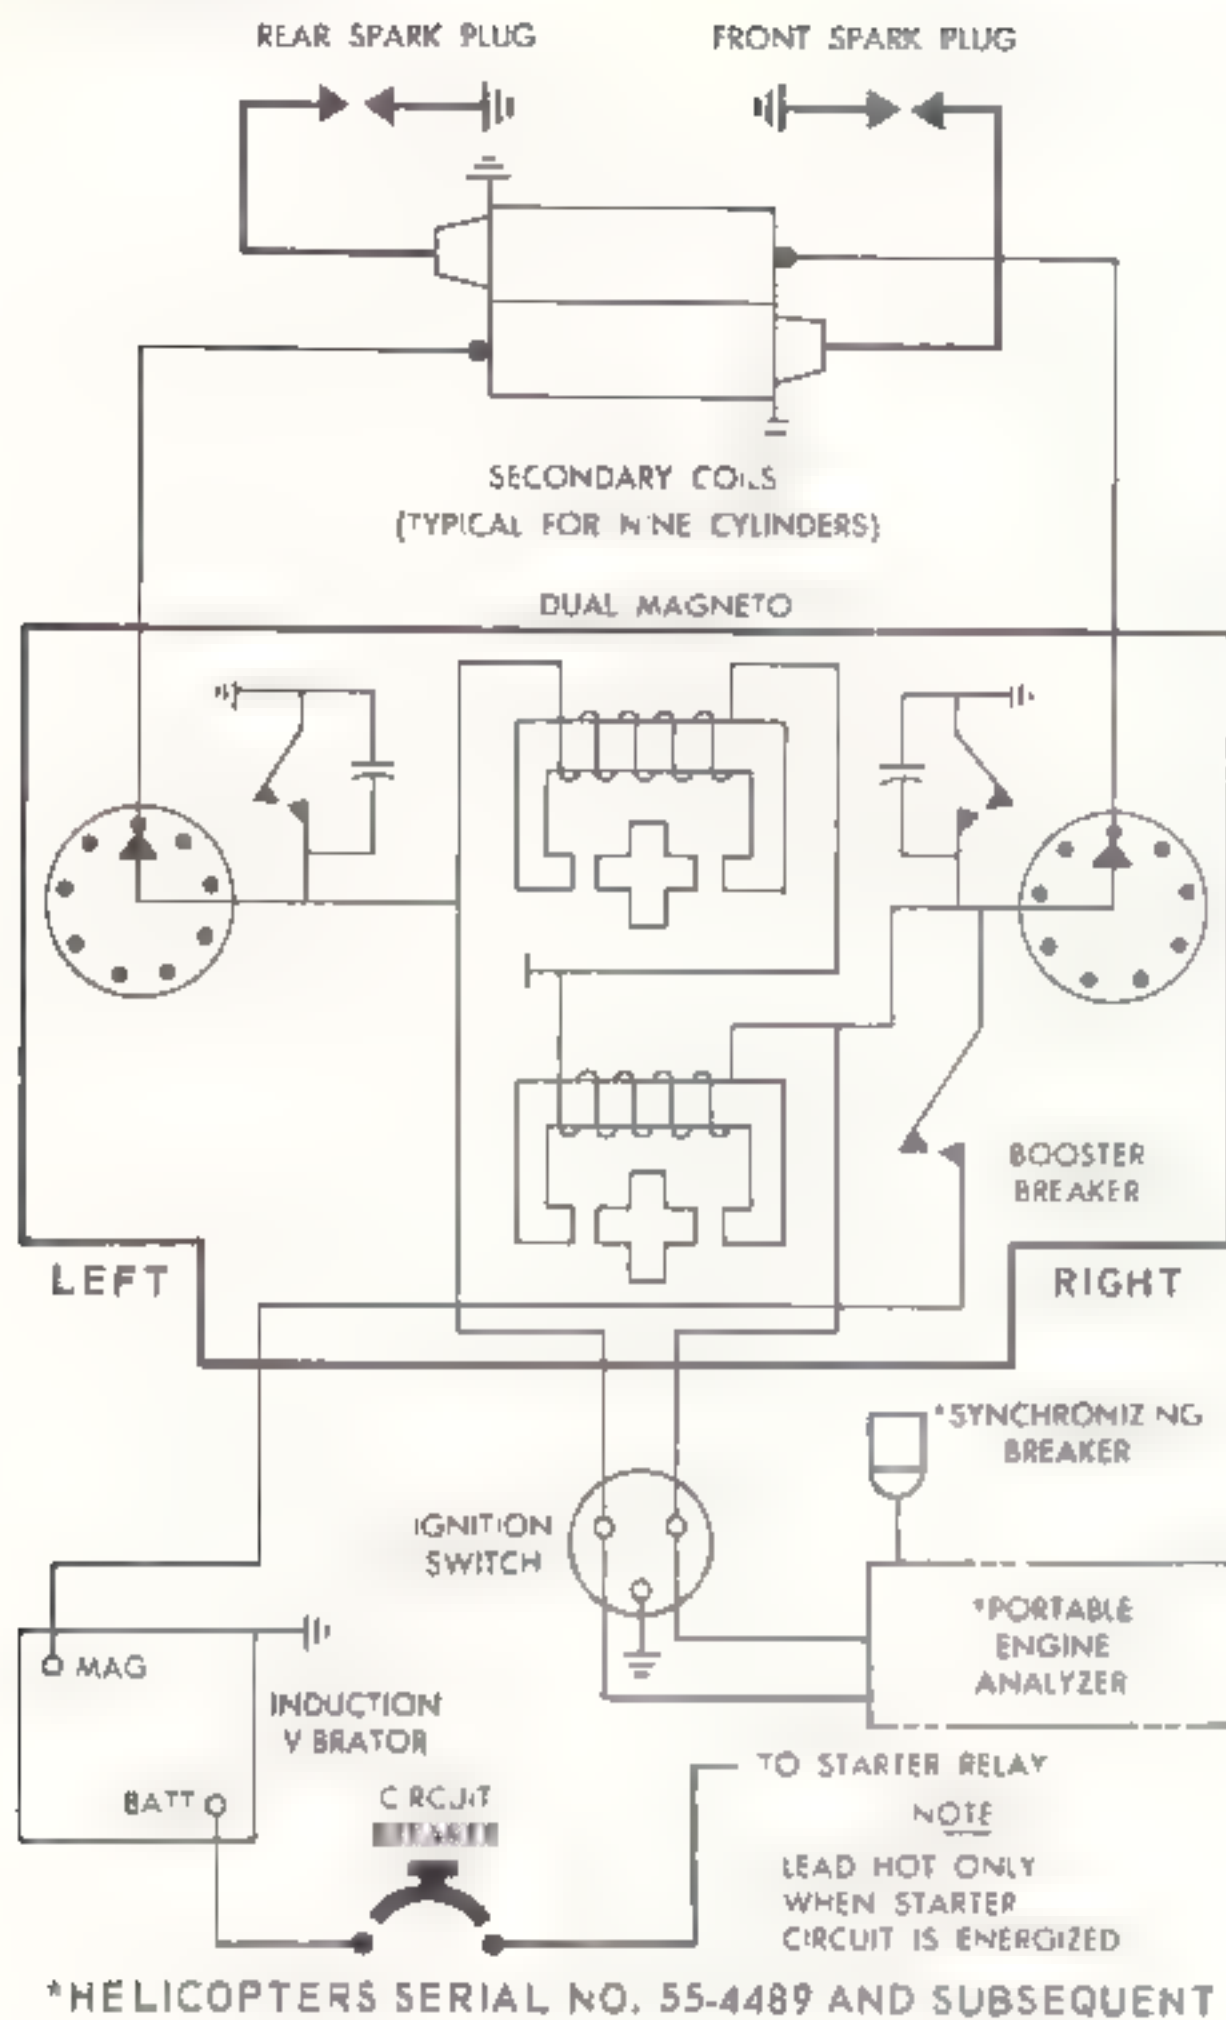 REAR SPARK PLUG
FRONT SPARK PLUG
SECONDARY COILS
(TYPICAL FOR NINE CYLINDERS)
DUAL MAGNETO
BOOSTER
BREAKER
LEFT
RIGHT
*SYNCHRONIZING
BREAKER
IGNITION
SWITCH
*PORTABLE
ENGINE
ANALYZER
MAG
INDUCTION
VIBRATOR
BATT
CIRCUIT
TO STARTER RELAY
NOTE
LEAD HOT ONLY
WHEN STARTER
CIRCUIT IS ENERGIZED
*HELICOPTERS SERIAL NO. 55-4489 AND SUBSEQUENT